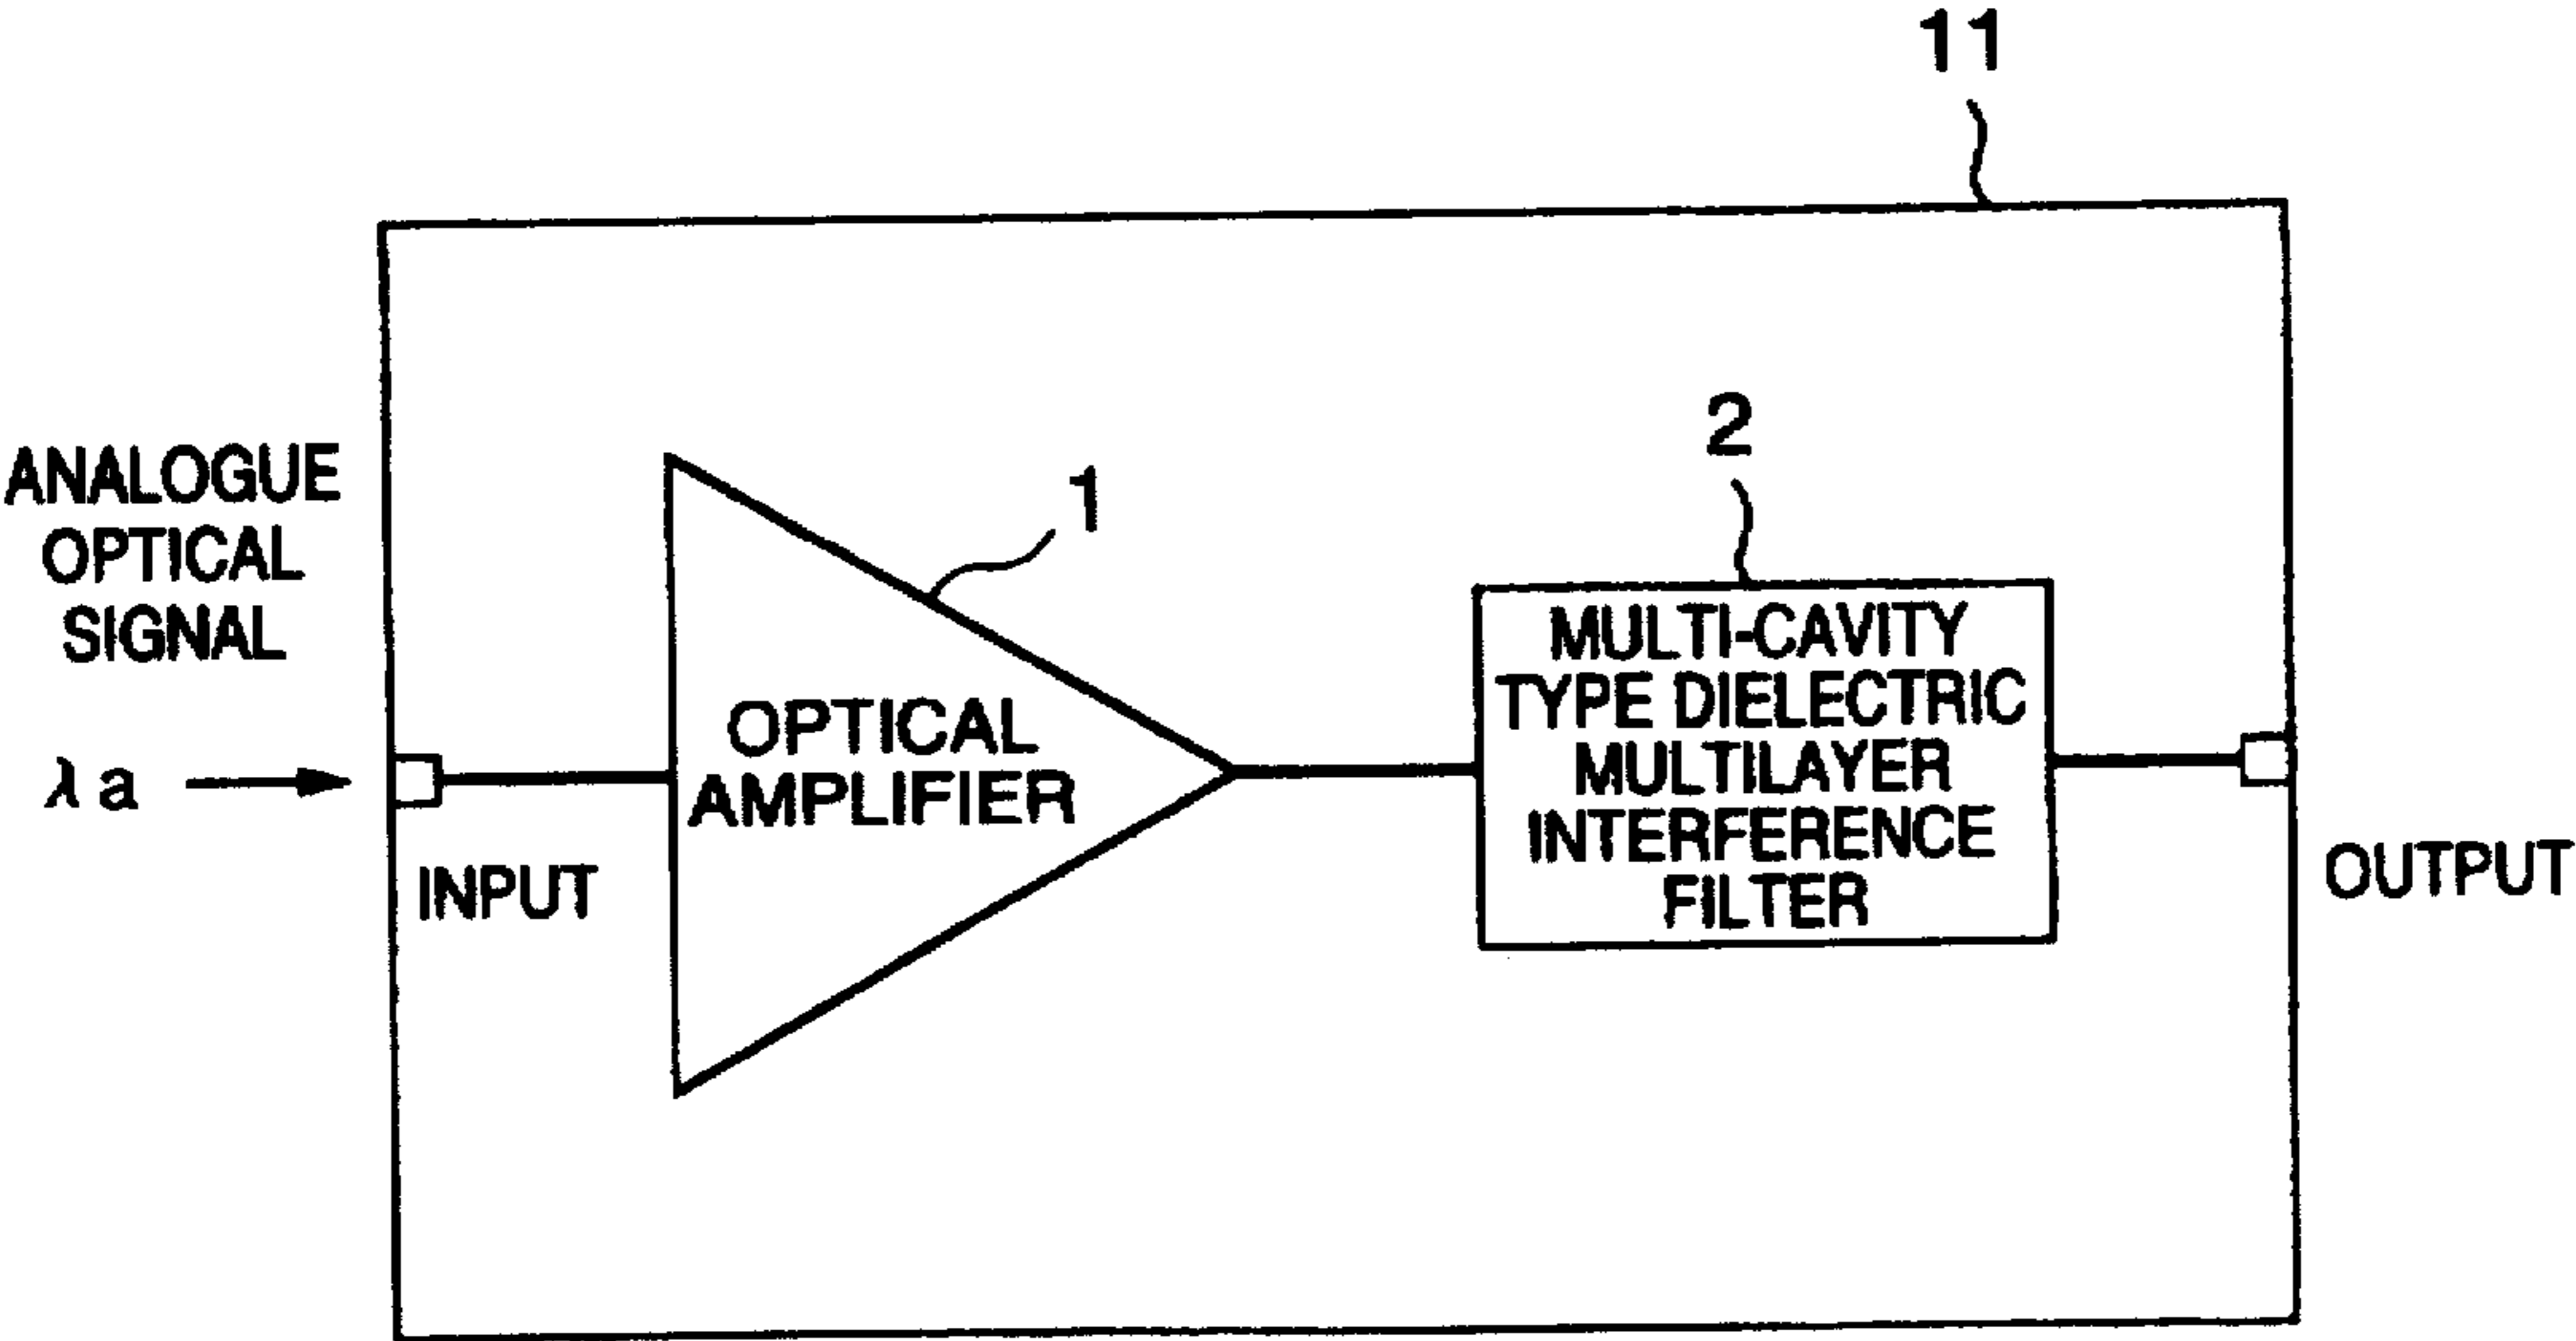 11
ANALOGUE
OPTICAL
SIGNAL
λa
INPUT
1
OPTICAL
AMPLIFIER
2
MULTI-CAVITY
TYPE DIELECTRIC
MULTILAYER
INTERFERENCE
FILTER
OUTPUT